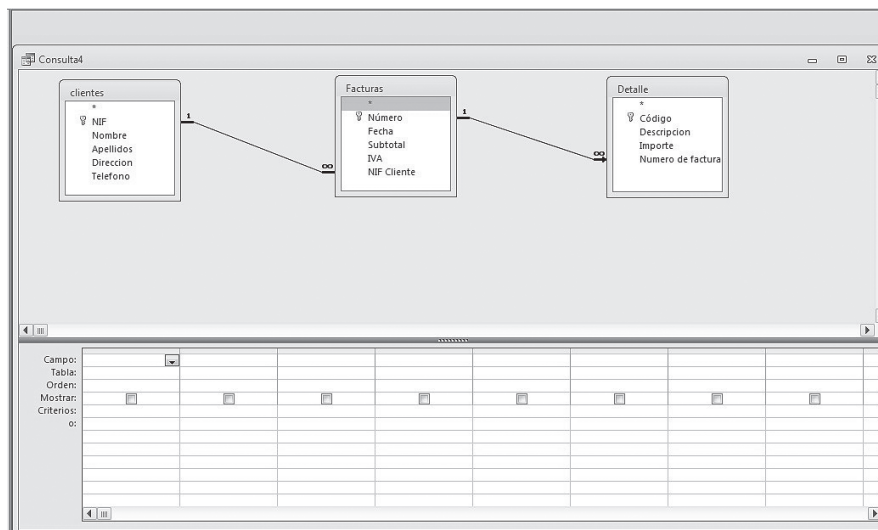 Consulta4
clientes
*
NIF
Nombre
Apellidos
Direccion
Telefono
1
∞
Facturas
*
Número
Fecha
Subtotal
IVA
NIF Cliente
1
∞
Detalle
*
Código
Descripcion
Importe
Numero de factura
Campo:
Tabla:
Orden:
Mostrar:
Criterios:
o: